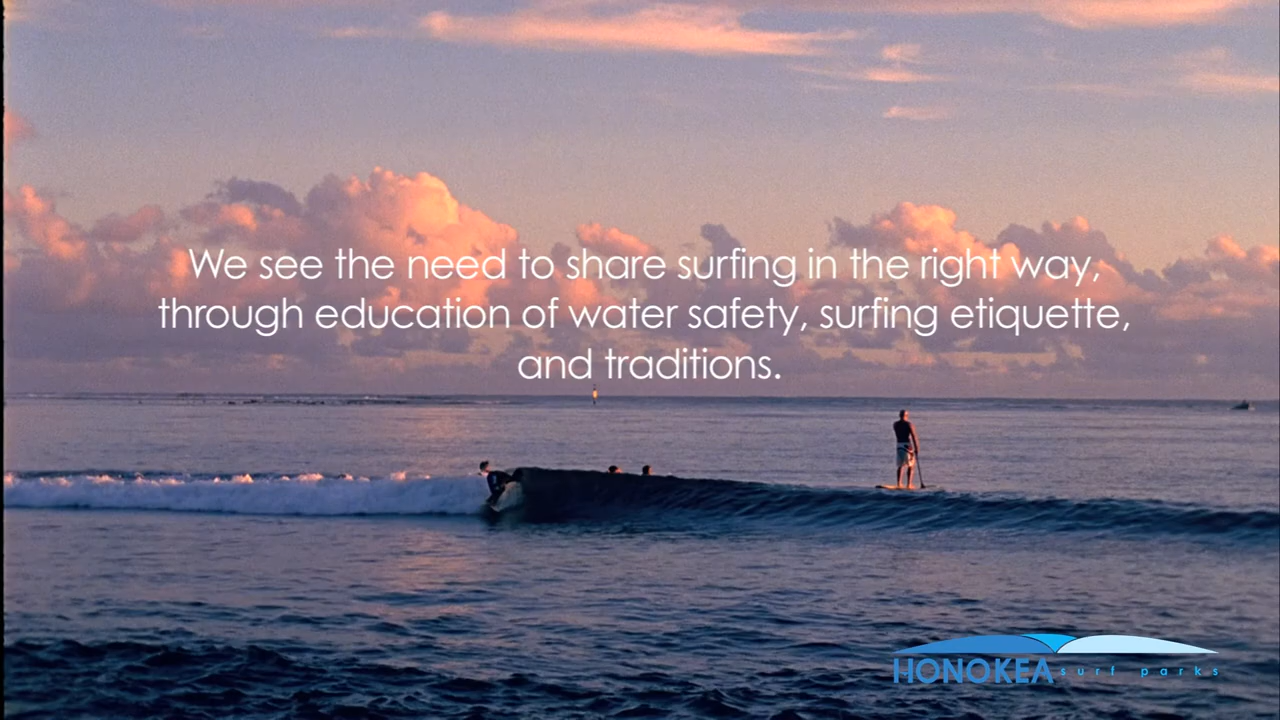 We see the need to share surfing in the right way,
through education of water safety, surfing etiquette,
and traditions.
HONOKEA surf parks